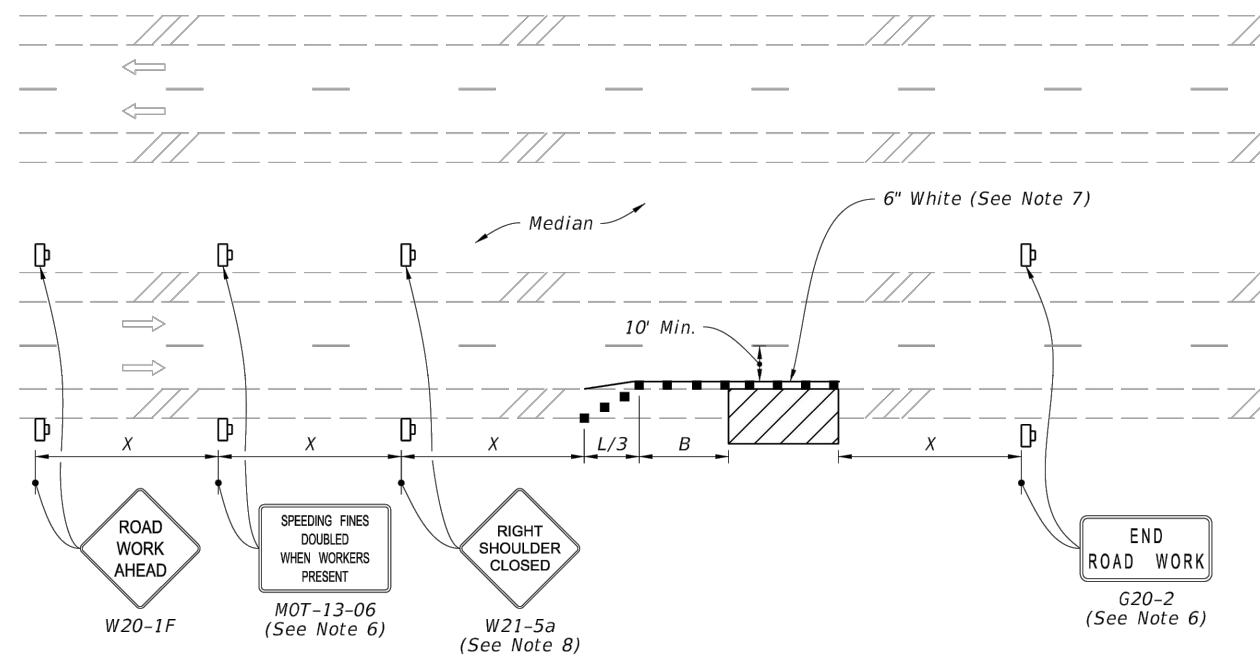 6" White (See Note 7)
Median
10' Min.
X
X
X
L/3
B
X
ROAD
WORK
AHEAD
W20-1F
SPEEDING FINES
DOUBLED
WHEN WORKERS
PRESENT
MOT-13-06
(See Note 6)
RIGHT
SHOULDER
CLOSED
W21-5a
(See Note 8)
END
ROAD WORK
G20-2
(See Note 6)